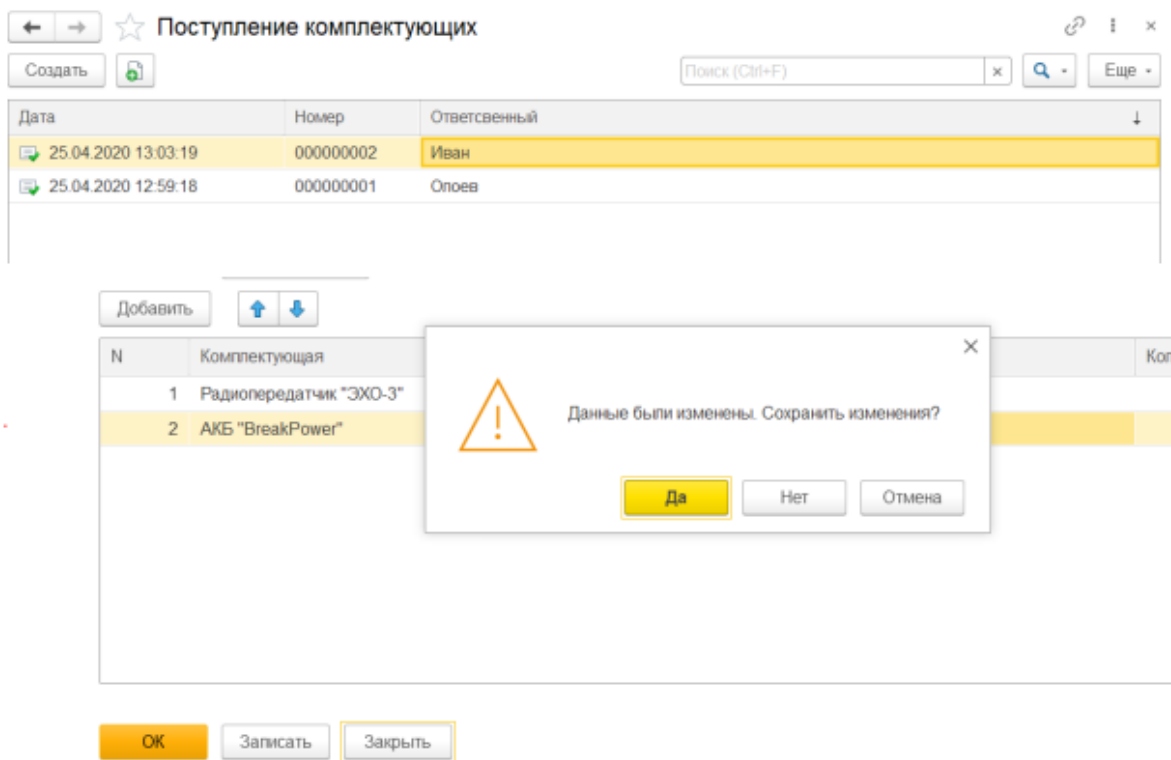 Поступление комплектующих
Создать Поиск (Ctrl+F) Еще
Дата Номер Ответсвенный
25.04.2020 13:03:19 000000002 Иван
25.04.2020 12:59:18 000000001 Опоев
Добавить
N Комплектующая Кол
1 Радиопередатчик "ЭХО-3"
2 АКБ "BreakPower"
Данные были изменены. Сохранить изменения?
Да Нет Отмена
ОК Записать Закрыть